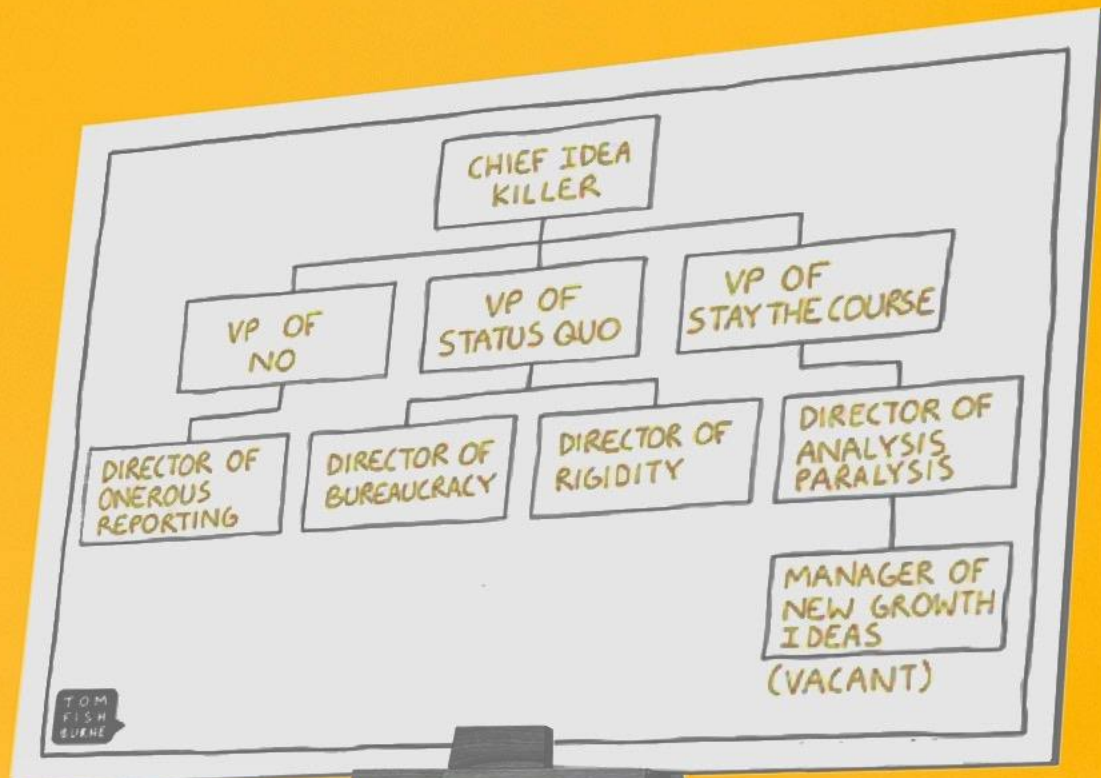 CHIEF IDEA
KILLER
VP OF
NO
VP OF
STATUS QUO
VP OF
STAY THE COURSE
DIRECTOR OF
ONEROUS
REPORTING
DIRECTOR OF
BUREAUCRACY
DIRECTOR OF
RIGIDITY
DIRECTOR OF
ANALYSIS
PARALYSIS
MANAGER OF
NEW GROWTH
IDEAS
(VACANT)
TOM
FISH
BURNE